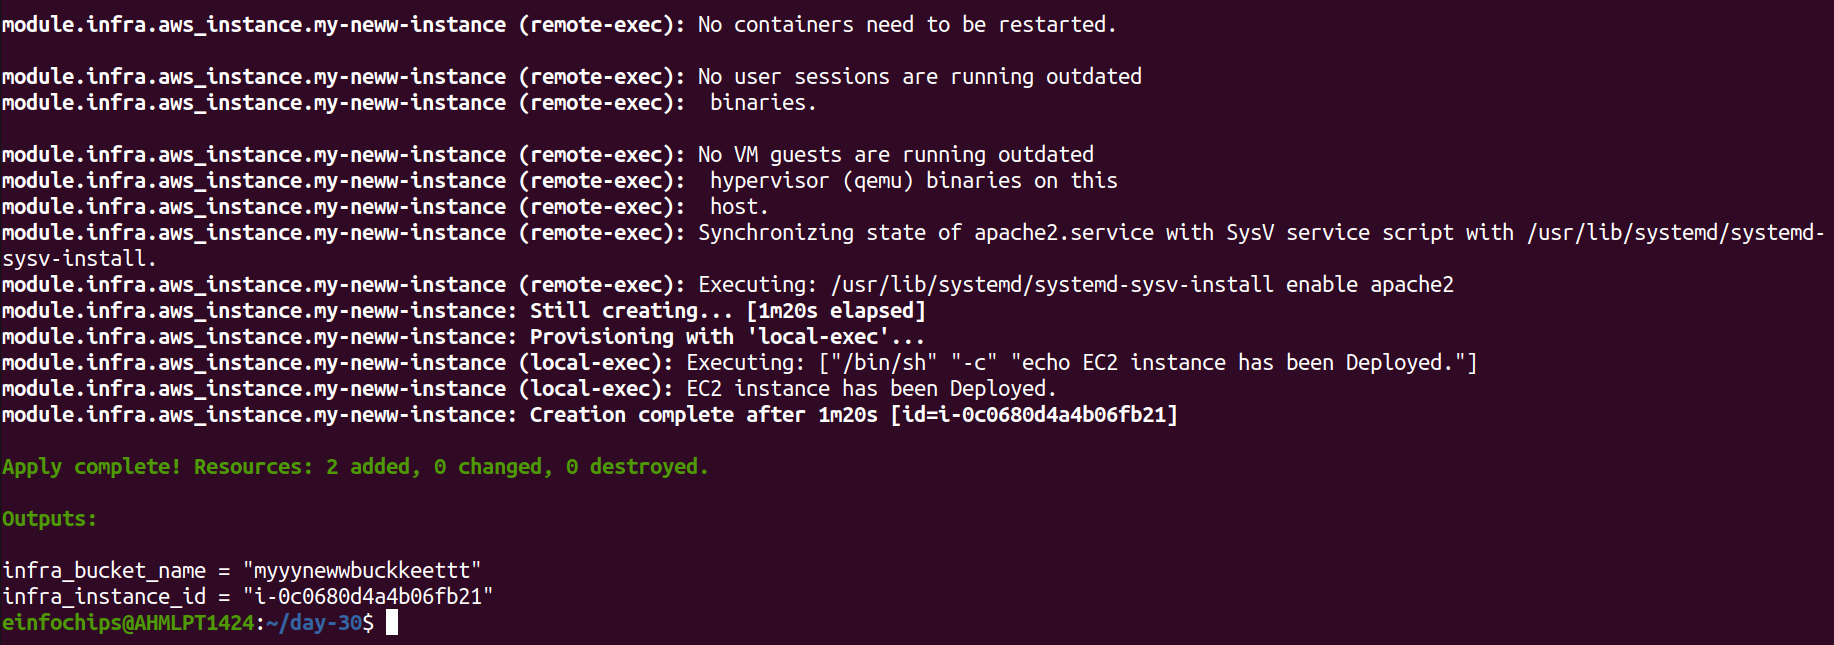 module.infra.aws_instance.my-neww-instance (remote-exec): No containers need to be restarted.
module.infra.aws_instance.my-neww-instance (remote-exec): No user sessions are running outdated
module.infra.aws_instance.my-neww-instance (remote-exec):  binaries.
module.infra.aws_instance.my-neww-instance (remote-exec): No VM guests are running outdated
module.infra.aws_instance.my-neww-instance (remote-exec):  hypervisor (qemu) binaries on this
module.infra.aws_instance.my-neww-instance (remote-exec):  host.
module.infra.aws_instance.my-neww-instance (remote-exec): Synchronizing state of apache2.service with SysV service script with /usr/lib/systemd/systemd-
sysv-install.
module.infra.aws_instance.my-neww-instance (remote-exec): Executing: /usr/lib/systemd/systemd-sysv-install enable apache2
module.infra.aws_instance.my-neww-instance: Still creating... [1m20s elapsed]
module.infra.aws_instance.my-neww-instance: Provisioning with 'local-exec'...
module.infra.aws_instance.my-neww-instance (local-exec): Executing: ["/bin/sh" "-c" "echo EC2 instance has been Deployed."]
module.infra.aws_instance.my-neww-instance (local-exec): EC2 instance has been Deployed.
module.infra.aws_instance.my-neww-instance: Creation complete after 1m20s [id=i-0c0680d4a4b06fb21]
Apply complete! Resources: 2 added, 0 changed, 0 destroyed.
Outputs:
infra_bucket_name = "myyynewwbuckkeettt"
infra_instance_id = "i-0c0680d4a4b06fb21"
einfochips@AHMLPT1424:~/day-30$